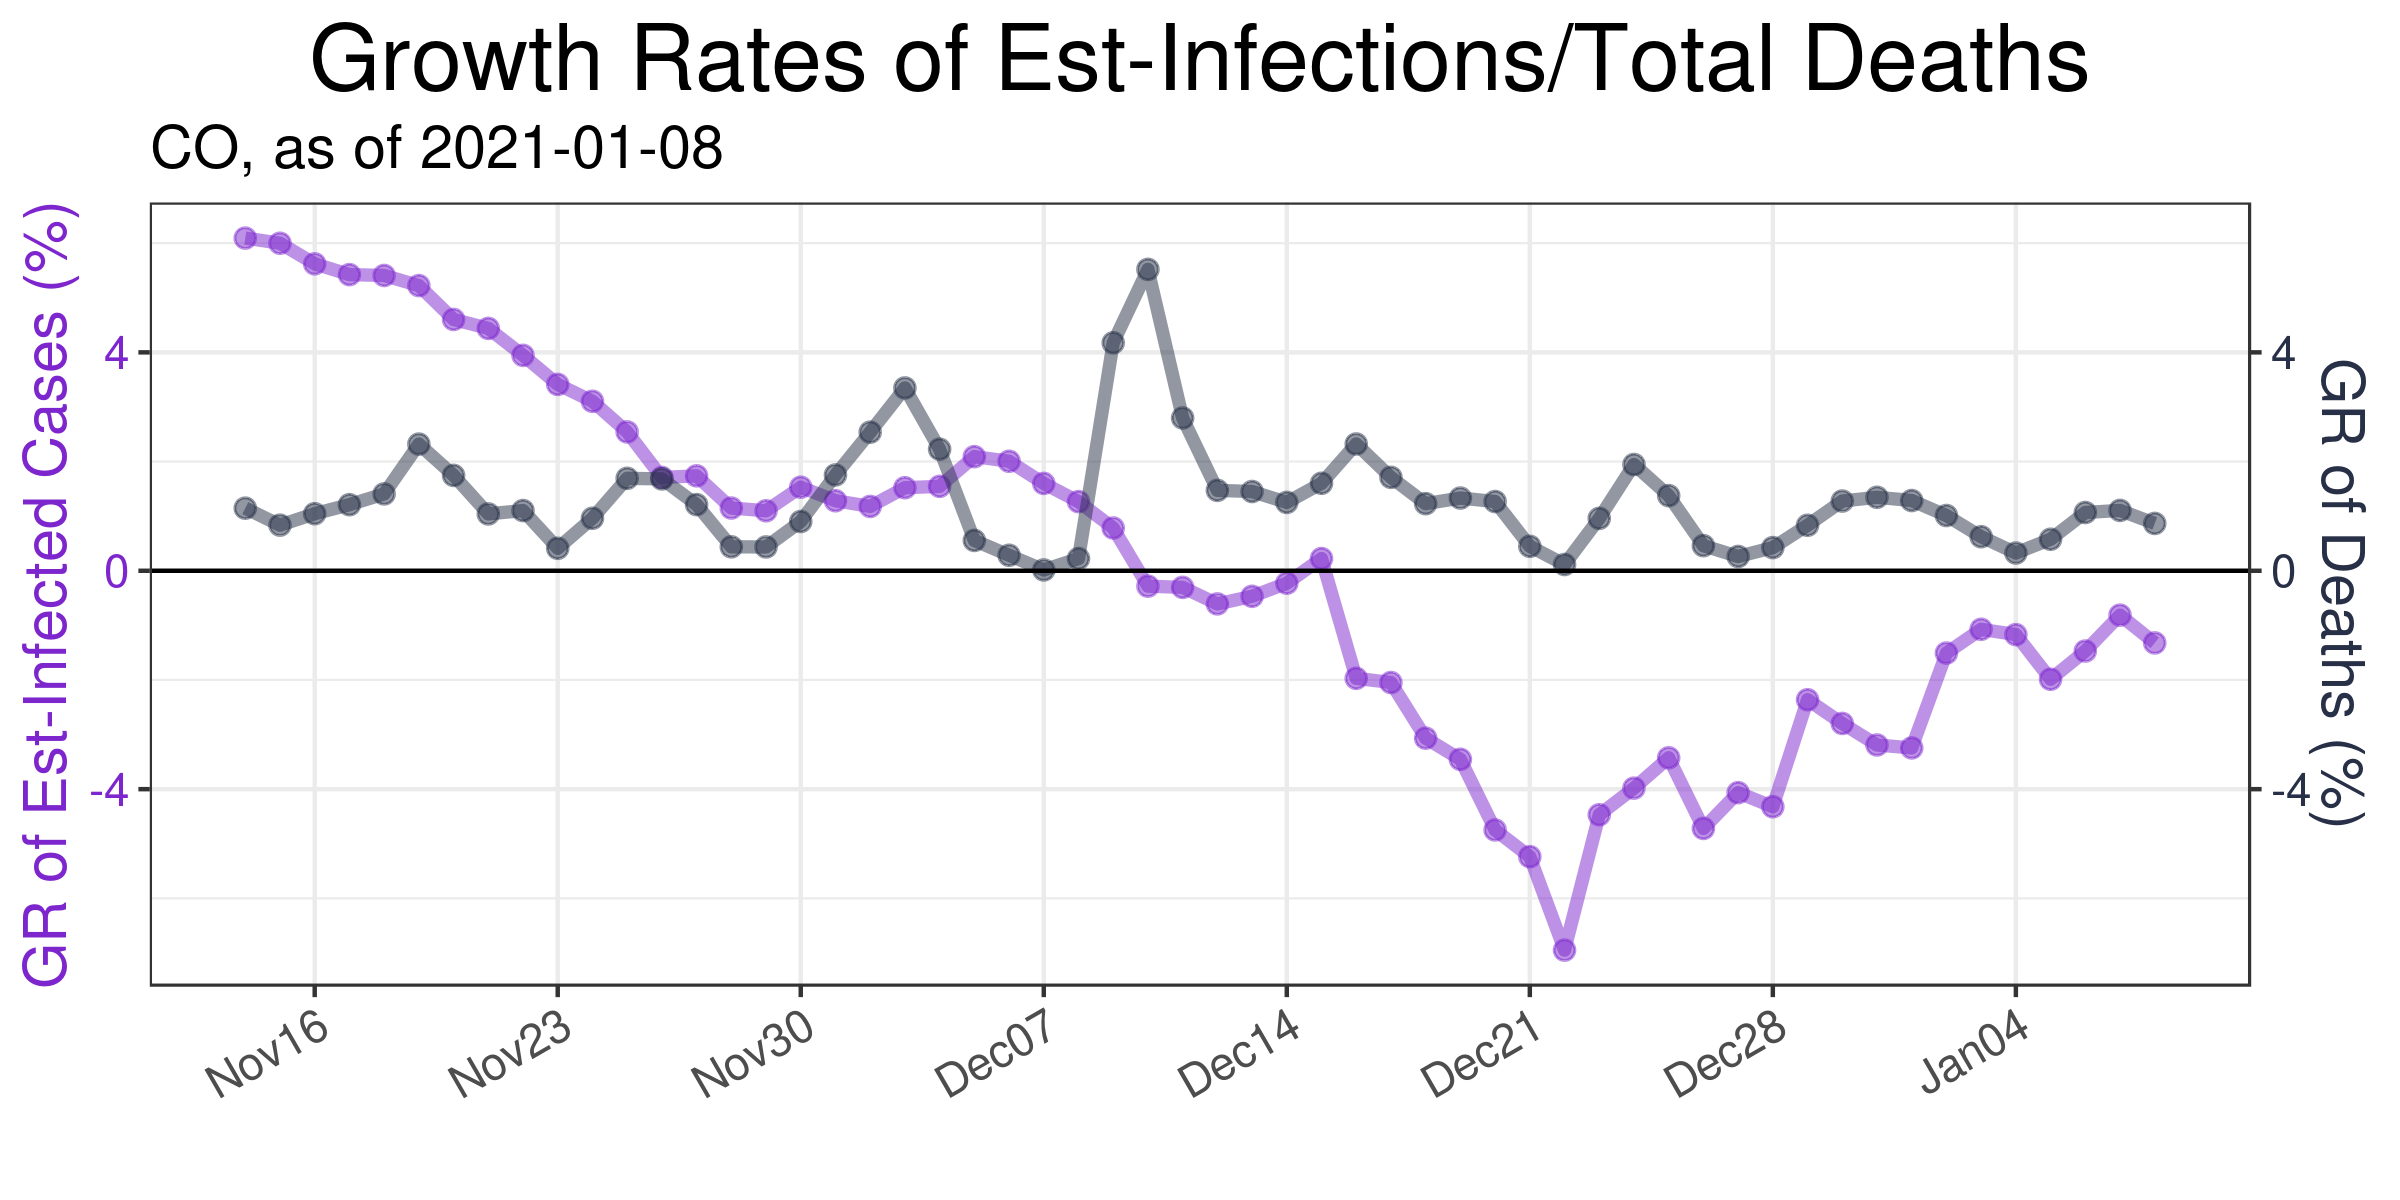 Growth Rates of Est-Infections/Total Deaths
CO, as of 2021-01-08
GR of Est-Infected Cases (%)
4
0
-4
4
0
-4
GR of Deaths (%)
Nov16
Nov23
Nov30
Dec07
Dec14
Dec21
Dec28
Jan04